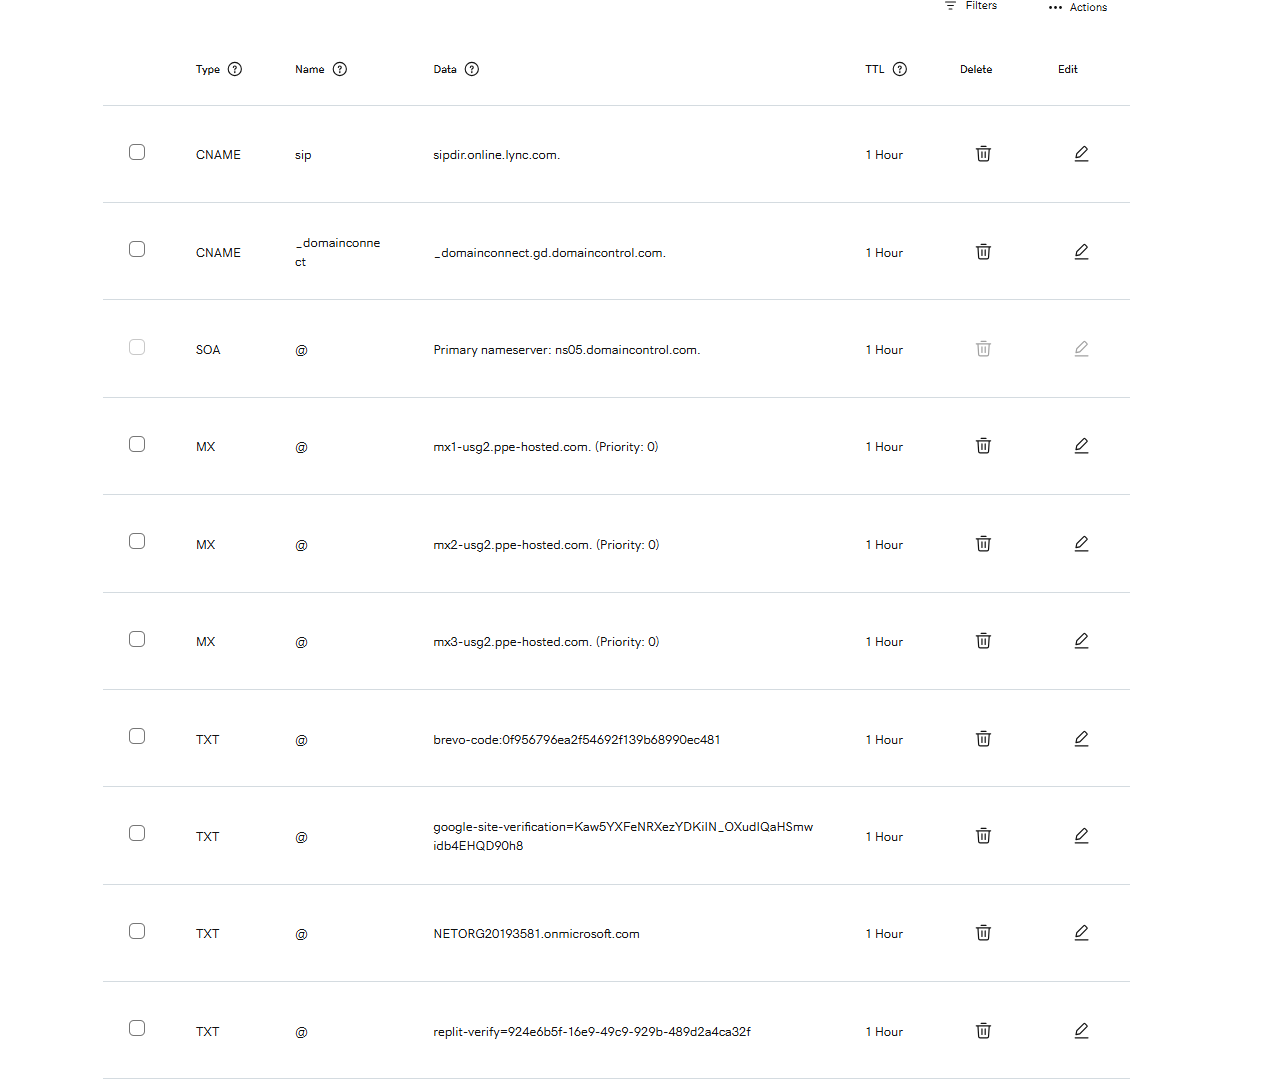 Filters Actions
Type Name Data TTL Delete Edit
CNAME sip sipdir.online.lync.com. 1 Hour
_domainconne
CNAME _domainconnect.gd.domaincontrol.com. 1 Hour
ct
SOA @ Primary nameserver: ns05.domaincontrol.com. 1 Hour
MX @ mx1-usg2.ppe-hosted.com. (Priority: 0) 1 Hour
MX @ mx2-usg2.ppe-hosted.com. (Priority: 0) 1 Hour
MX @ mx3-usg2.ppe-hosted.com. (Priority: 0) 1 Hour
TXT @ brevo-code:0f956796ea2f54692f139b68990ec481 1 Hour
google-site-verification=Kaw5YXFeNRXezYDKiIN_OXudIQaHSmw
TXT @ 1 Hour
idb4EHQD90h8
TXT @ NETORG20193581.onmicrosoft.com 1 Hour
TXT @ replit-verify=924e6b5f-16e9-49c9-929b-489d2a4ca32f 1 Hour